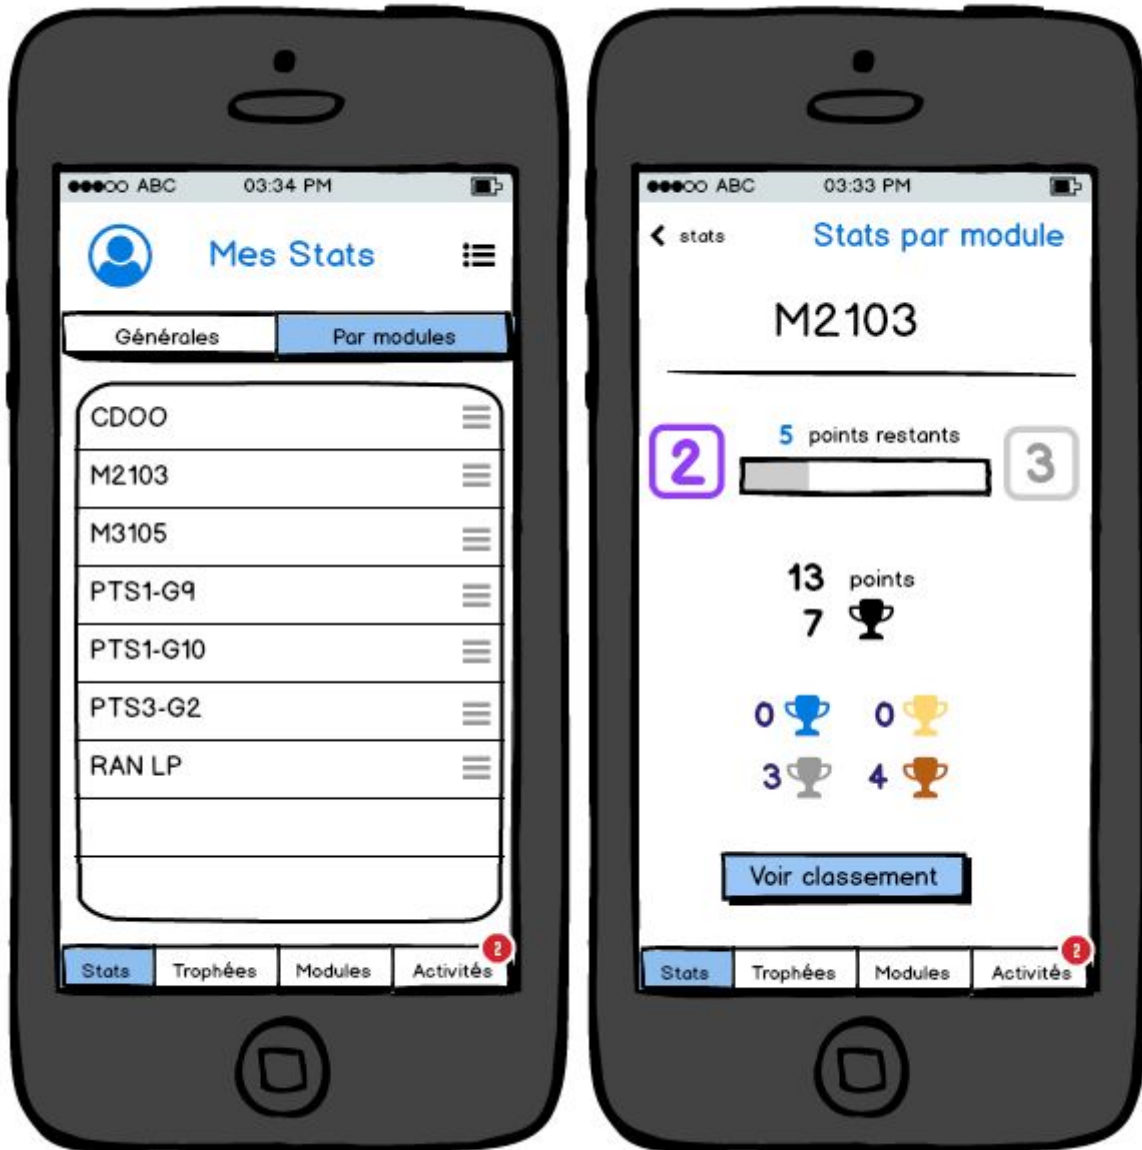 ABC 03:34 PM
Mes Stats
Générales Par modules
CDOO
M2103
M3105
PTS1-G9
PTS1-G10
PTS3-G2
RAN LP
2
Stats Trophées Modules Activités
ABC 03:33 PM
stats Stats par module
M2103
5 points restants
2 3
13 points
7
0 0
3 4
Voir classement
2
Stats Trophées Modules Activités